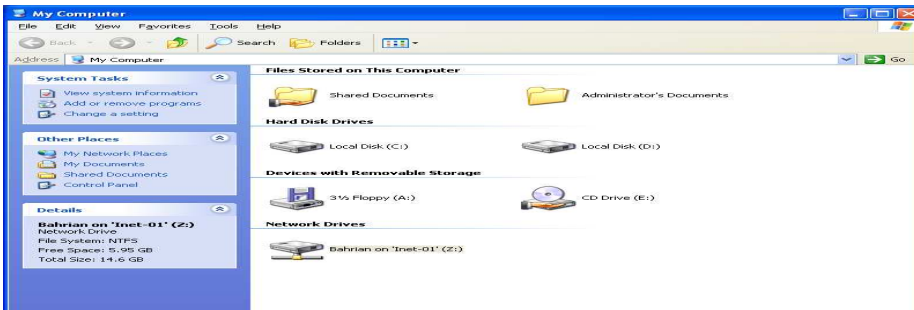 My Computer
File Edit View Favorites Tools Help
Back Search Folders
Address My Computer Go
System Tasks
View system information
Add or remove programs
Change a setting
Other Places
My Network Places
My Documents
Shared Documents
Control Panel
Details
Bahrian on 'Inet-01' (Z:)
Network Drive
File System: NTFS
Free Space: 5.95 GB
Total Size: 14.6 GB
Files Stored on This Computer
Shared Documents Administrator's Documents
Hard Disk Drives
Local Disk (C:) Local Disk (D:)
Devices with Removable Storage
3½ Floppy (A:) CD Drive (E:)
Network Drives
Bahrian on 'Inet-01' (Z:)